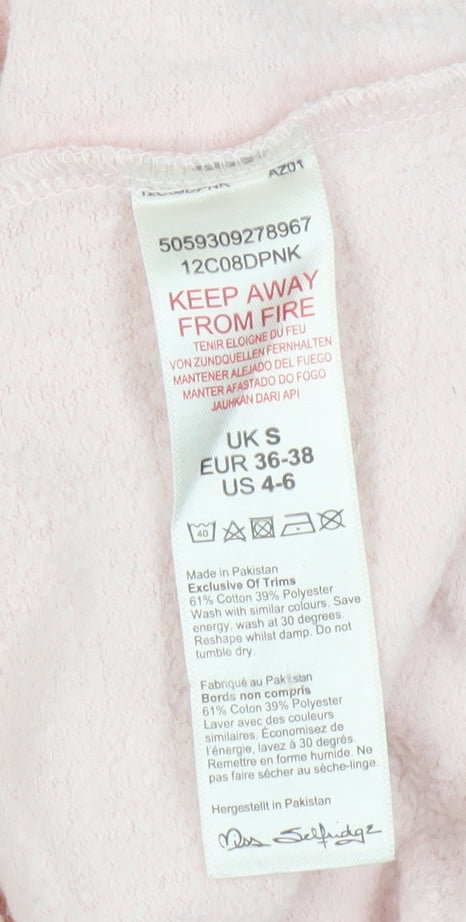 AZ01
5059309278967
12C08DPNK
KEEP AWAY
FROM FIRE
TENIR ELOIGNE DU FEU
VON ZUNDQUELLEN FERNHALTEN
MANTENER ALEJADO DEL FUEGO
MANTER AFASTADO DO FOGO
JAUHKAN DARI API
UK S
EUR 36-38
US 4-6
40
Made in Pakistan
Exclusive Of Trims
61% Cotton 39% Polyester
Wash with similar colours. Save
energy, wash at 30 degrees.
Reshape whilst damp. Do not
tumble dry.
Fabriqué au Pakistan
Bords non compris
61% Coton 39% Polyester
Laver avec des couleurs
similaires. Économisez de
l'énergie, lavez à 30 degrés.
Remettre en forme humide. Ne
pas faire sécher au sèche-linge.
Hergestellt in Pakistan
Miss Selfridge